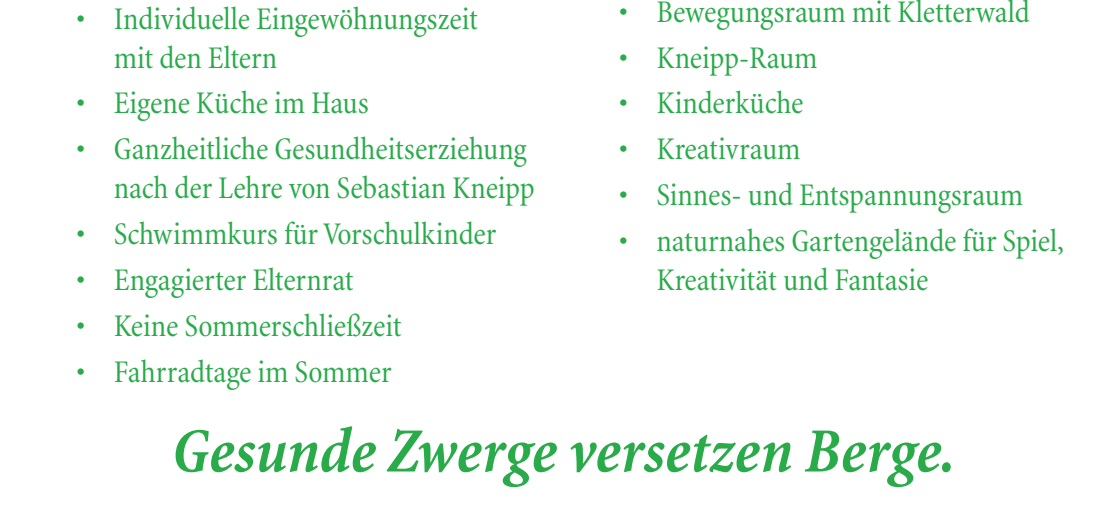 • Individuelle Eingewöhnungszeit
mit den Eltern
• Eigene Küche im Haus
• Ganzheitliche Gesundheitserziehung
nach der Lehre von Sebastian Kneipp
• Schwimmkurs für Vorschulkinder
• Engagierter Elternrat
• Keine Sommerschließzeit
• Fahrradtage im Sommer
• Bewegungsraum mit Kletterwald
• Kneipp-Raum
• Kinderküche
• Kreativraum
• Sinnes- und Entspannungsraum
• naturnahes Gartengelände für Spiel,
Kreativität und Fantasie
Gesunde Zwerge versetzen Berge.